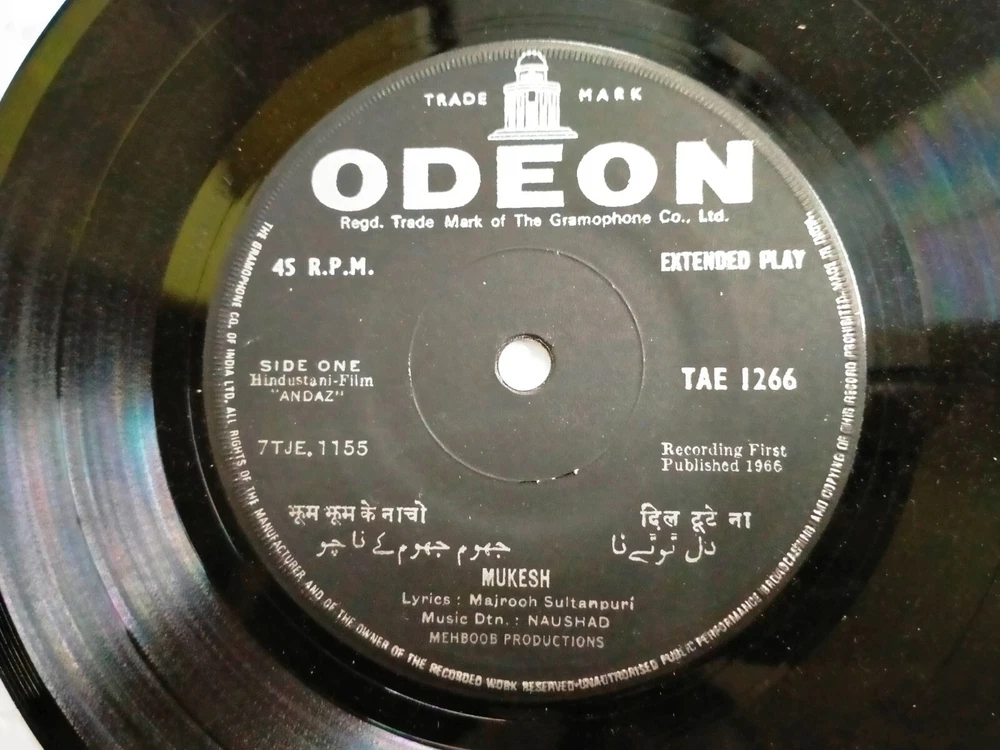 TRADE MARK
ODEON
Regd. Trade Mark of The Gramophone Co., Ltd.
45 R.P.M.
EXTENDED PLAY
SIDE ONE
Hindustani-Film
"ANDAZ"
TAE 1266
7TJE. 1155
Recording First
Published 1966
झूम झूम के नाचो
दिल टूटे ना
جھوم جھوم کے ناچو
دل ٹوٹے نا
MUKESH
Lyrics : Majrooh Sultanpuri
Music Dtn. : NAUSHAD
MEHBOOB PRODUCTIONS
THE GRAMOPHONE CO. OF INDIA LTD. ALL RIGHTS OF THE MANUFACTURER AND OF THE OWNER OF THE RECORDED WORK RESERVED-UNAUTHORISED PUBLIC PERFORMANCE BROADCASTING AND COPYING OF THIS RECORD PROHIBITED-MADE IN INDIA.